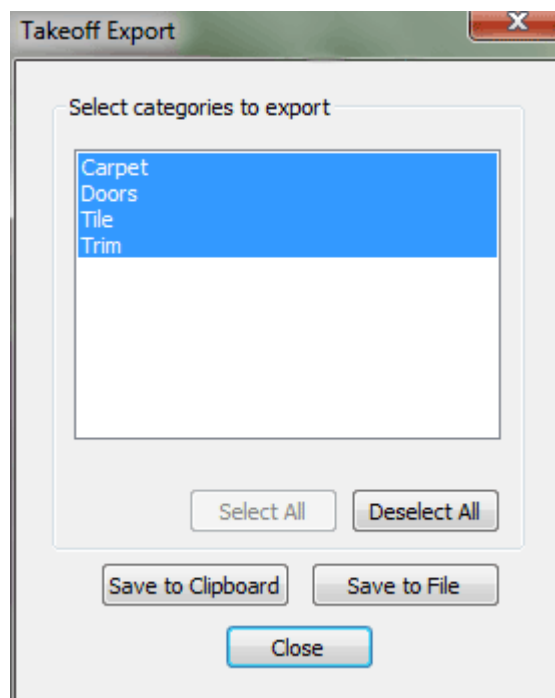 Takeoff Export
Select categories to export
Carpet
Doors
Tile
Trim
Select All
Deselect All
Save to Clipboard
Save to File
Close